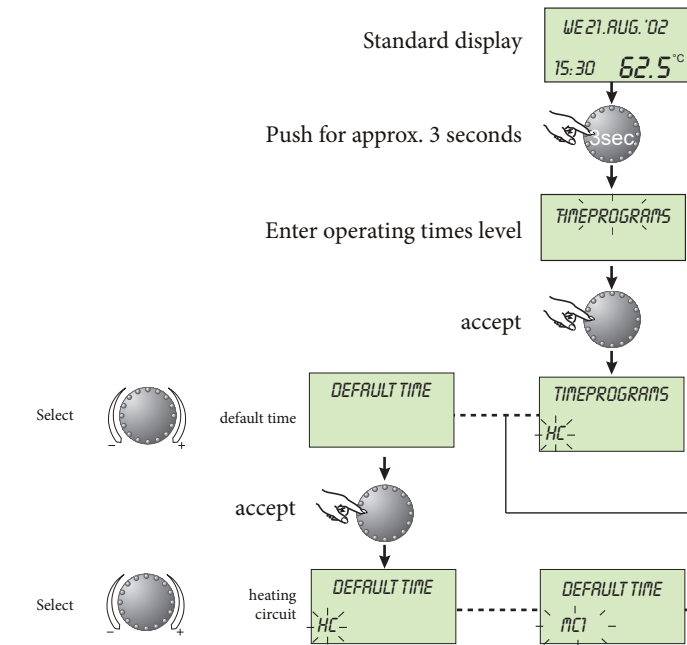 Standard display
WE 21.AUG.'02
15:30 62.5°C
Push for approx. 3 seconds
3sec.
Enter operating times level
TIMEPROGRAMS
accept
Select
- +
default time
DEFAULT TIME
TIMEPROGRAMS
HC
accept
Select
- +
heating
circuit
DEFAULT TIME
HC
DEFAULT TIME
MC1